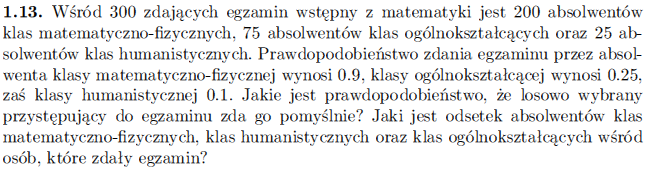 1.13. Wśród 300 zdających egzamin wstępny z matematyki jest 200 absolwentów
klas matematyczno-fizycznych, 75 absolwentów klas ogólnokształcących oraz 25 ab-
solwentów klas humanistycznych. Prawdopodobieństwo zdania egzaminu przez absol-
wenta klasy matematyczno-fizycznej wynosi 0.9, klasy ogólnokształcącej wynosi 0.25,
zaś klasy humanistycznej 0.1. Jakie jest prawdopodobieństwo, że losowo wybrany
przystępujący do egzaminu zda go pomyślnie? Jaki jest odsetek absolwentów klas
matematyczno-fizycznych, klas humanistycznych oraz klas ogólnokształcących wśród
osób, które zdały egzamin?